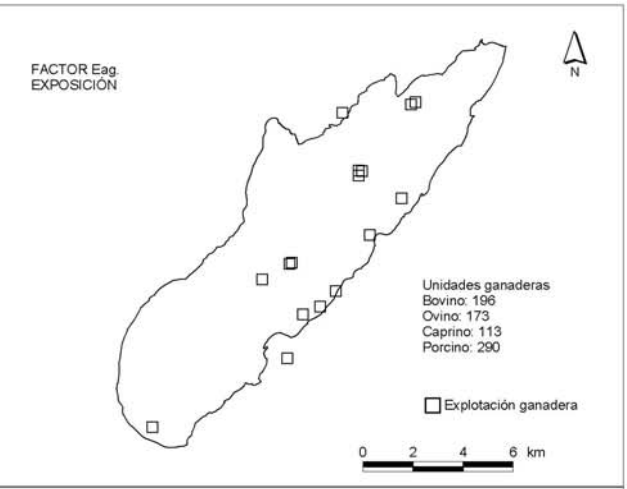 FACTOR Eag.
EXPOSICIÓN
N
Unidades ganaderas
Bovino: 196
Ovino: 173
Caprino: 113
Porcino: 290
Explotación ganadera
0 2 4 6 km